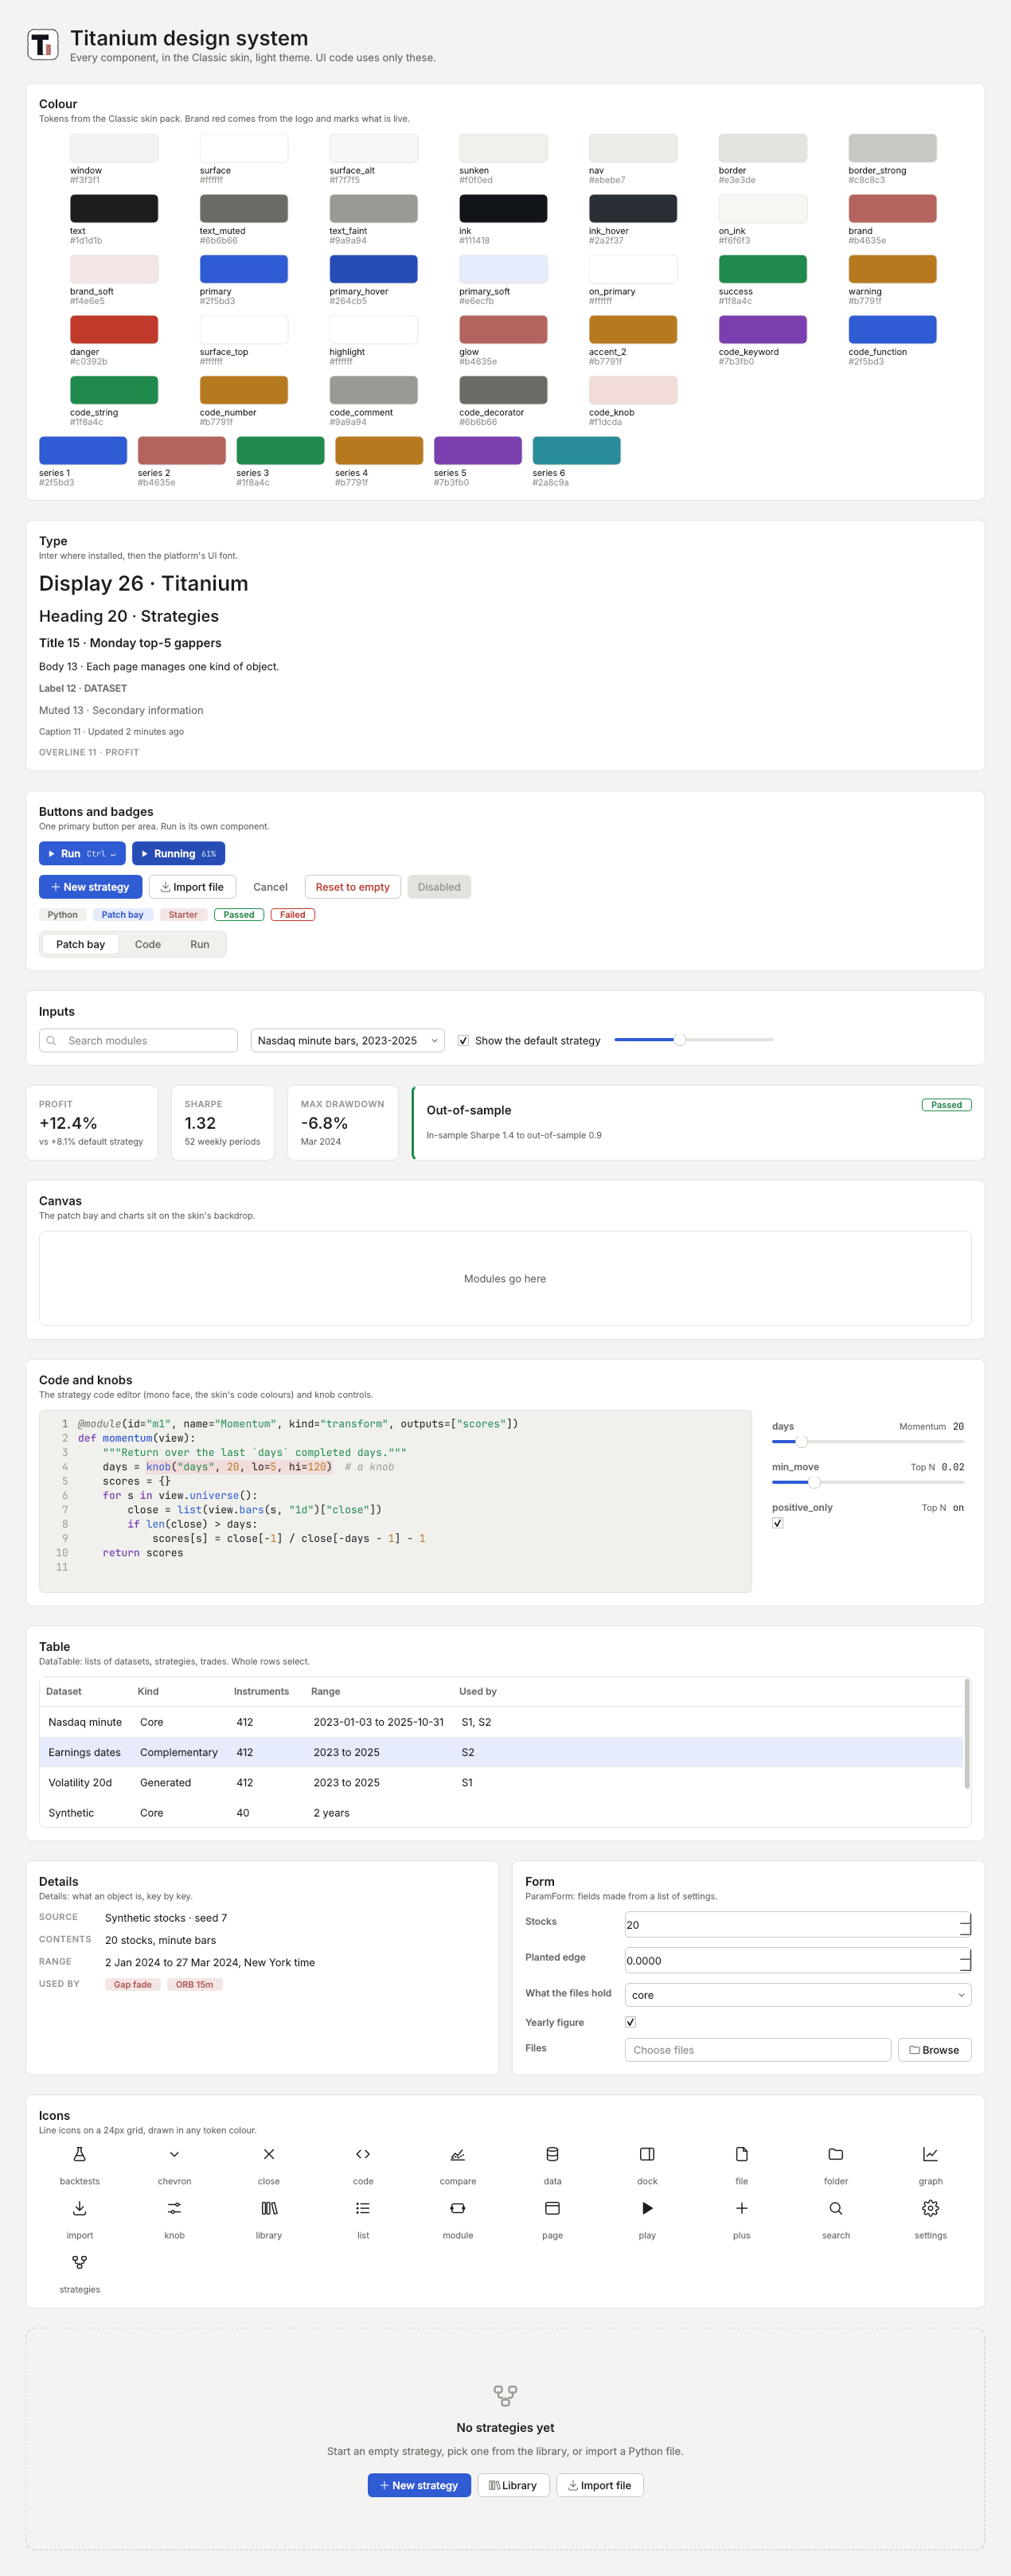 Titanium design system
Every component, in the Classic skin, light theme. UI code uses only these.
Colour
Tokens from the Classic skin pack. Brand red comes from the logo and marks what is live.
window surface surface_alt sunken nav border border_strong
#f3f3f1 #ffffff #f7f7f5 #f0f0ed #ebebe7 #e3e3de #c8c8c3
text text_muted text_faint ink ink_hover on_ink brand
#1d1d1b #6b6b66 #9a9a94 #111418 #2a2f37 #f6f6f3 #b4635e
brand_soft primary primary_hover primary_soft on_primary success warning
#f4e6e5 #2f5bd3 #264cb5 #e6ecfb #ffffff #1f8a4c #b7791f
danger surface_top highlight glow accent_2 code_keyword code_function
#c0392b #ffffff #ffffff #b4635e #b7791f #7b3fb0 #2f5bd3
code_string code_number code_comment code_decorator code_knob
#1f8a4c #b7791f #9a9a94 #6b6b66 #f1dcda
series 1 series 2 series 3 series 4 series 5 series 6
#2f5bd3 #b4635e #1f8a4c #b7791f #7b3fb0 #2a8c9a
Type
Inter where installed, then the platform's UI font.
Display 26 · Titanium
Heading 20 · Strategies
Title 15 · Monday top-5 gappers
Body 13 · Each page manages one kind of object.
Label 12 · DATASET
Muted 13 · Secondary information
Caption 11 · Updated 2 minutes ago
OVERLINE 11 · PROFIT
Buttons and badges
One primary button per area. Run is its own component.
Run Ctrl ↵ Running 61%
New strategy Import file Cancel Reset to empty Disabled
Python Patch bay Starter Passed Failed
Patch bay Code Run
Inputs
Search modules Nasdaq minute bars, 2023-2025 Show the default strategy
PROFIT SHARPE MAX DRAWDOWN Out-of-sample Passed
+12.4% 1.32 -6.8%
vs +8.1% default strategy 52 weekly periods Mar 2024 In-sample Sharpe 1.4 to out-of-sample 0.9
Canvas
The patch bay and charts sit on the skin's backdrop.
Modules go here
Code and knobs
The strategy code editor (mono face, the skin's code colours) and knob controls.
1 @module(id="m1", name="Momentum", kind="transform", outputs=["scores"])
2 def momentum(view):
3 """Return over the last `days` completed days."""
4 days = knob("days", 20, lo=5, hi=120) # a knob
5 scores = {}
6 for s in view.universe():
7 close = list(view.bars(s, "1d")["close"])
8 if len(close) > days:
9 scores[s] = close[-1] / close[-days - 1] - 1
10 return scores
11
days Momentum 20
min_move Top N 0.02
positive_only Top N on
Table
DataTable: lists of datasets, strategies, trades. Whole rows select.
Dataset Kind Instruments Range Used by
Nasdaq minute Core 412 2023-01-03 to 2025-10-31 S1, S2
Earnings dates Complementary 412 2023 to 2025 S2
Volatility 20d Generated 412 2023 to 2025 S1
Synthetic Core 40 2 years
Details
Details: what an object is, key by key.
SOURCE Synthetic stocks · seed 7
CONTENTS 20 stocks, minute bars
RANGE 2 Jan 2024 to 27 Mar 2024, New York time
USED BY Gap fade ORB 15m
Form
ParamForm: fields made from a list of settings.
Stocks 20
Planted edge 0.0000
What the files hold core
Yearly figure
Files Choose files Browse
Icons
Line icons on a 24px grid, drawn in any token colour.
backtests chevron close code compare data dock file folder graph
import knob library list module page play plus search settings
strategies
No strategies yet
Start an empty strategy, pick one from the library, or import a Python file.
New strategy Library Import file